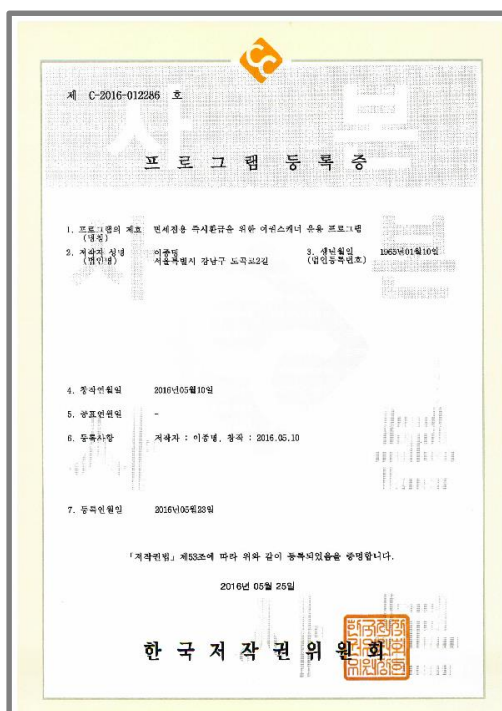 제 C-2016-012286 호
사 본
프 로 그 램 등 록 증
1. 프로그램의 제호 면세점용 즉시환급을 위한 여권스캐너 운용 프로그램
(명칭)
2. 저작자 성명 3. 생년월일 1965년01월10일
(법인명) 서울특별시 강남구 도곡로2길 (법인등록번호)
4. 창작연월일 2016년05월10일
5. 공표연월일 -
6. 등록사항 저작자 : 창작 : 2016.05.10
7. 등록연월일 2016년05월23일
「저작권법」 제53조에 따라 위와 같이 등록되었음을 증명합니다.
2016년 05월 25일
한 국 저 작 권 위 원 회